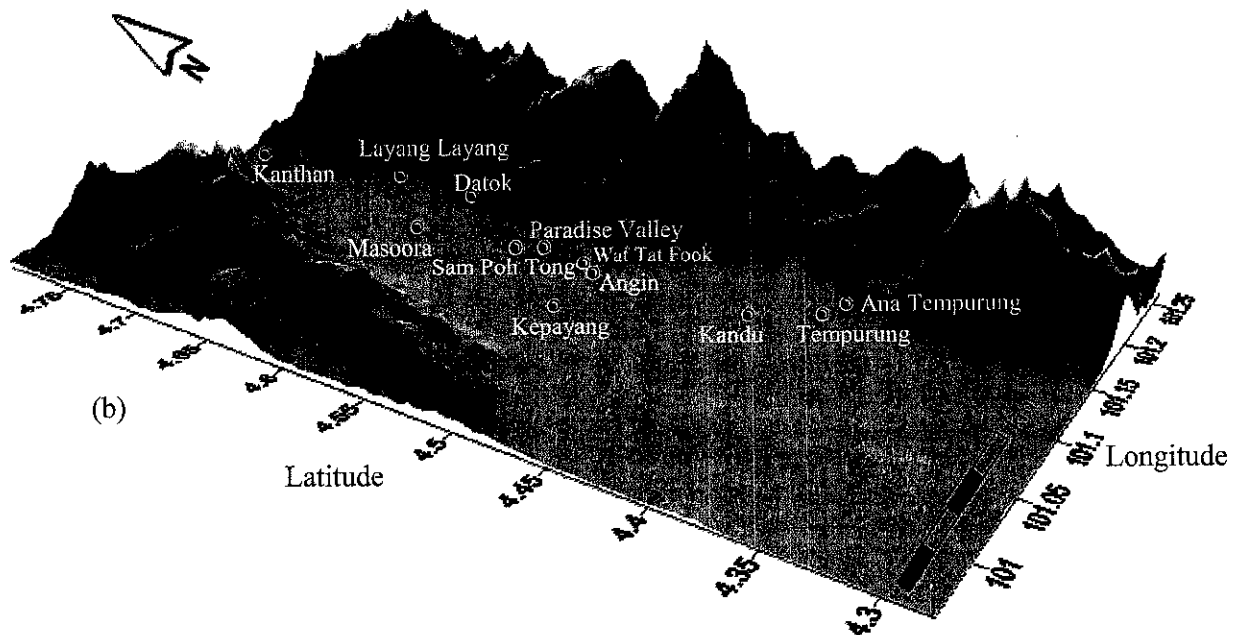 N
Layang Layang
Kanthan
Datok
Masoora
Paradise Valley
Sam Poh Tong
Wat Tat Fook
Angin
Kepayang
Ana Tempurung
Kandu
Tempurung
(b)
Latitude
Longitude
4.7
4.6
4.55
4.5
4.45
4.4
4.35
4.3
101
101.05
101.1
101.15
101.2
101.25